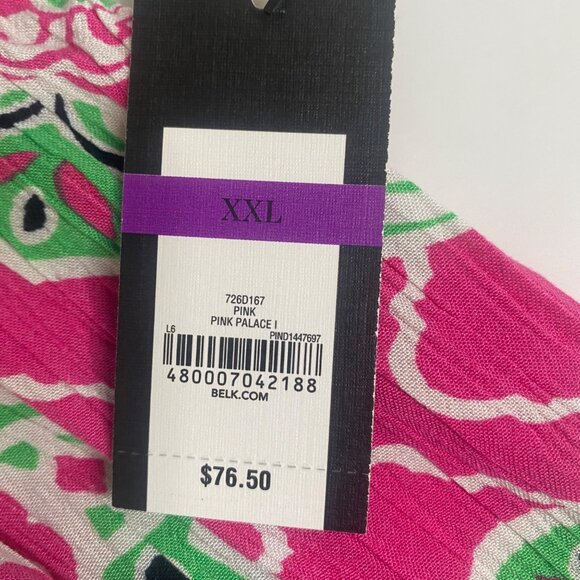 XXL
726D167
PINK
PINK PALACE I
L6 PIND1447697
480007042188
BELK.COM
$76.50